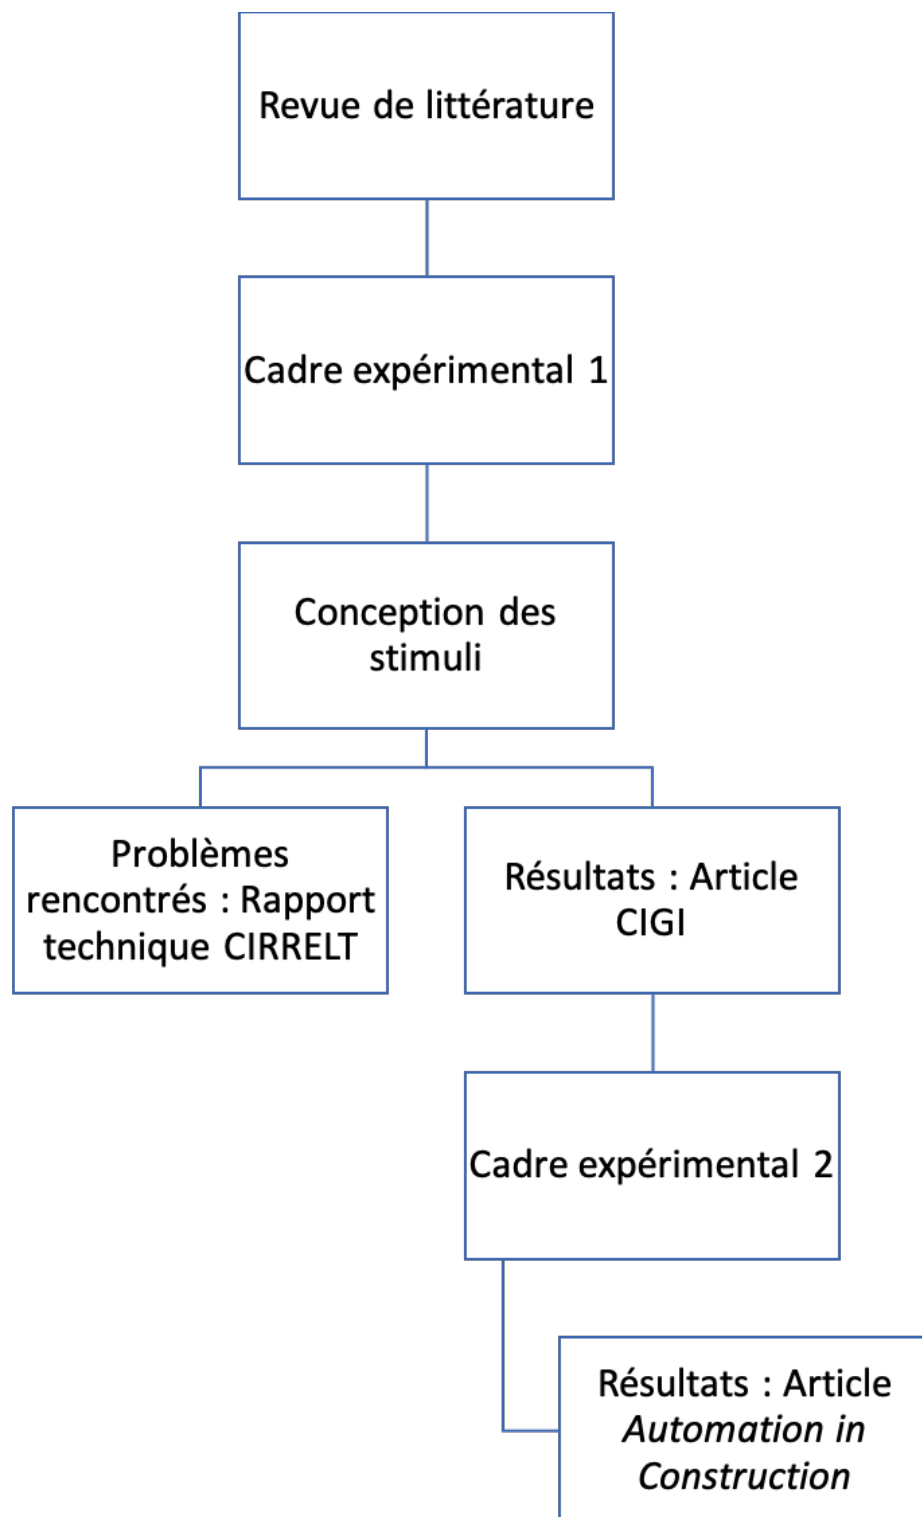 Revue de littérature
Cadre expérimental 1
Conception des
stimuli
Problèmes
rencontrés : Rapport
technique CIRRELT
Résultats : Article
CIGI
Cadre expérimental 2
Résultats : Article
Automation in
Construction